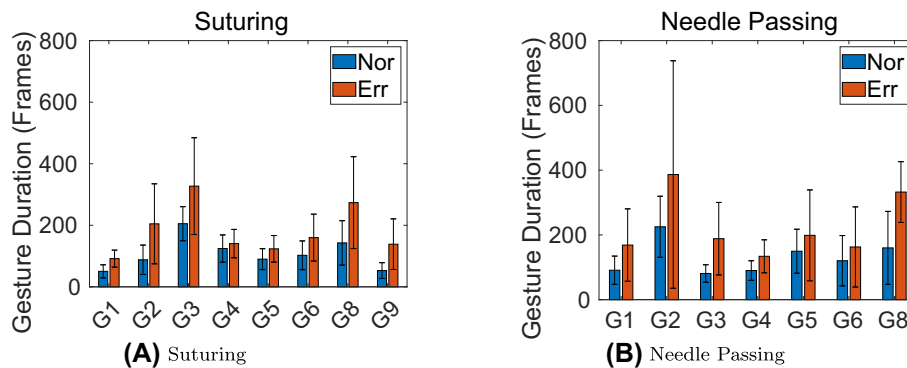 Suturing
Gesture Duration (Frames)
800
600
400
200
0
Nor
Err
G1 G2 G3 G4 G5 G6 G8 G9
(A) Suturing
Needle Passing
Gesture Duration (Frames)
800
600
400
200
0
Nor
Err
G1 G2 G3 G4 G5 G6 G8
(B) Needle Passing